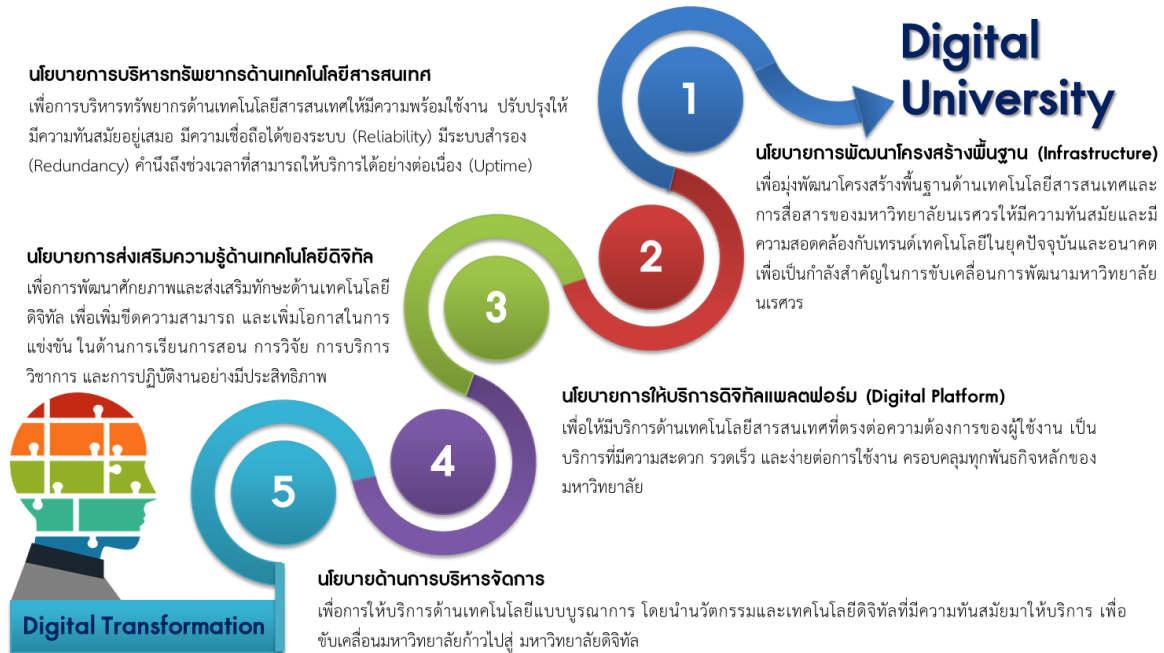 Digital
University
1
นโยบายการบริหารทรัพยากรด้านเทคโนโลยีสารสนเทศ
เพื่อการบริหารทรัพยากรด้านเทคโนโลยีสารสนเทศให้มีความพร้อมใช้งาน ปรับปรุงให้
มีความทันสมัยอยู่เสมอ มีความเชื่อถือได้ของระบบ (Reliability) มีระบบสำรอง
(Redundancy) คำนึงถึงช่วงเวลาที่สามารถให้บริการได้อย่างต่อเนื่อง (Uptime)
นโยบายการพัฒนาโครงสร้างพื้นฐาน (Infrastructure)
เพื่อมุ่งพัฒนาโครงสร้างพื้นฐานด้านเทคโนโลยีสารสนเทศและ
การสื่อสารของมหาวิทยาลัยนเรศวรให้มีความทันสมัยและมี
ความสอดคล้องกับเทรนด์เทคโนโลยีในยุคปัจจุบันและอนาคต
เพื่อเป็นกำลังสำคัญในการขับเคลื่อนการพัฒนามหาวิทยาลัย
นเรศวร
2
นโยบายการส่งเสริมความรู้ด้านเทคโนโลยีดิจิทัล
เพื่อการพัฒนาศักยภาพและส่งเสริมทักษะด้านเทคโนโลยี
ดิจิทัล เพื่อเพิ่มขีดความสามารถ และเพิ่มโอกาสในการ
แข่งขัน ในด้านการเรียนการสอน การวิจัย การบริการ
วิชาการ และการปฏิบัติงานอย่างมีประสิทธิภาพ
3
นโยบายการให้บริการดิจิทัลแพลตฟอร์ม (Digital Platform)
เพื่อให้มีบริการด้านเทคโนโลยีสารสนเทศที่ตรงต่อความต้องการของผู้ใช้งาน เป็น
บริการที่มีความสะดวก รวดเร็ว และง่ายต่อการใช้งาน ครอบคลุมทุกพันธกิจหลักของ
มหาวิทยาลัย
4
5
นโยบายด้านการบริหารจัดการ
เพื่อการให้บริการด้านเทคโนโลยีแบบบูรณาการ โดยนำนวัตกรรมและเทคโนโลยีดิจิทัลที่มีความทันสมัยมาให้บริการ เพื่อ
ขับเคลื่อนมหาวิทยาลัยก้าวไปสู่ มหาวิทยาลัยดิจิทัล
Digital Transformation